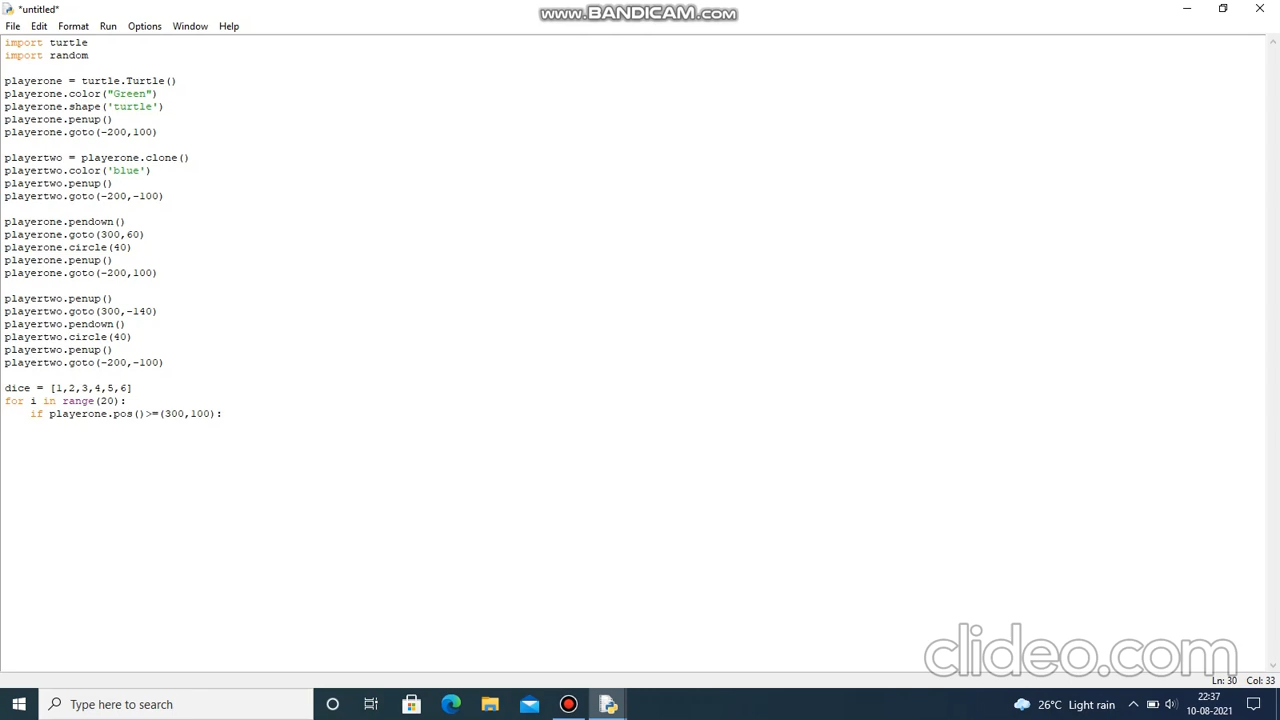 *untitled*
www.BANDICAM.com
File Edit Format Run Options Window Help
import turtle
import random
playerone = turtle.Turtle()
playerone.color("Green")
playerone.shape('turtle')
playerone.penup()
playerone.goto(-200,100)
playertwo = playerone.clone()
playertwo.color('blue')
playertwo.penup()
playertwo.goto(-200,-100)
playerone.pendown()
playerone.goto(300,60)
playerone.circle(40)
playerone.penup()
playerone.goto(-200,100)
playertwo.penup()
playertwo.goto(300,-140)
playertwo.pendown()
playertwo.circle(40)
playertwo.penup()
playertwo.goto(-200,-100)
dice = [1,2,3,4,5,6]
for i in range(20):
    if playerone.pos()>=(300,100):
clideo.com
Ln: 30 Col: 33
Type here to search
26°C Light rain
22:37
10-08-2021